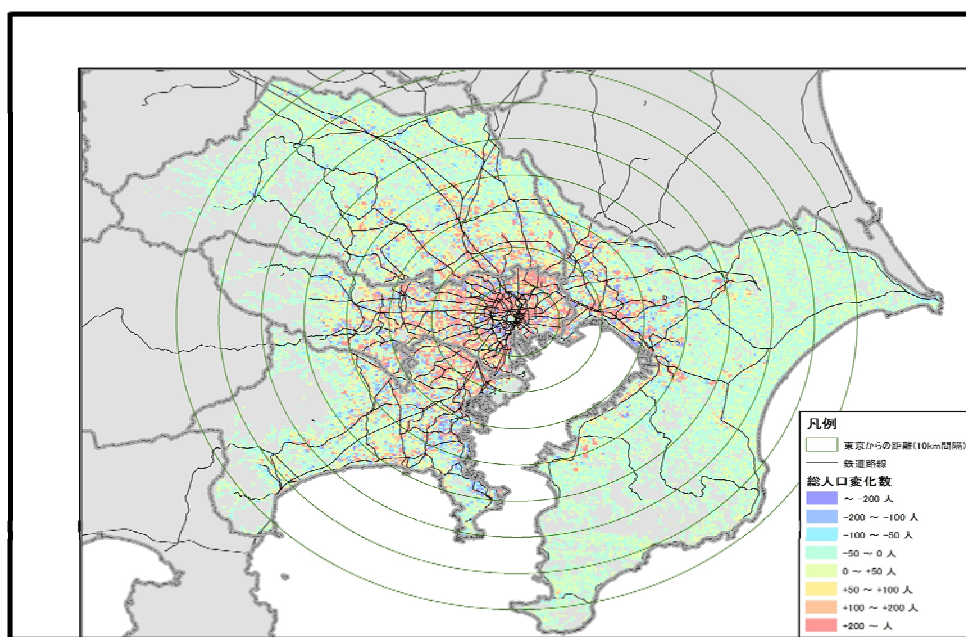 凡例
東京からの距離(10km間隔)
鉄道路線
総人口変化数
～ -200 人
-200 ～ -100 人
-100 ～ -50 人
-50 ～ 0 人
0 ～ +50 人
+50 ～ +100 人
+100 ～ +200 人
+200 ～ 人